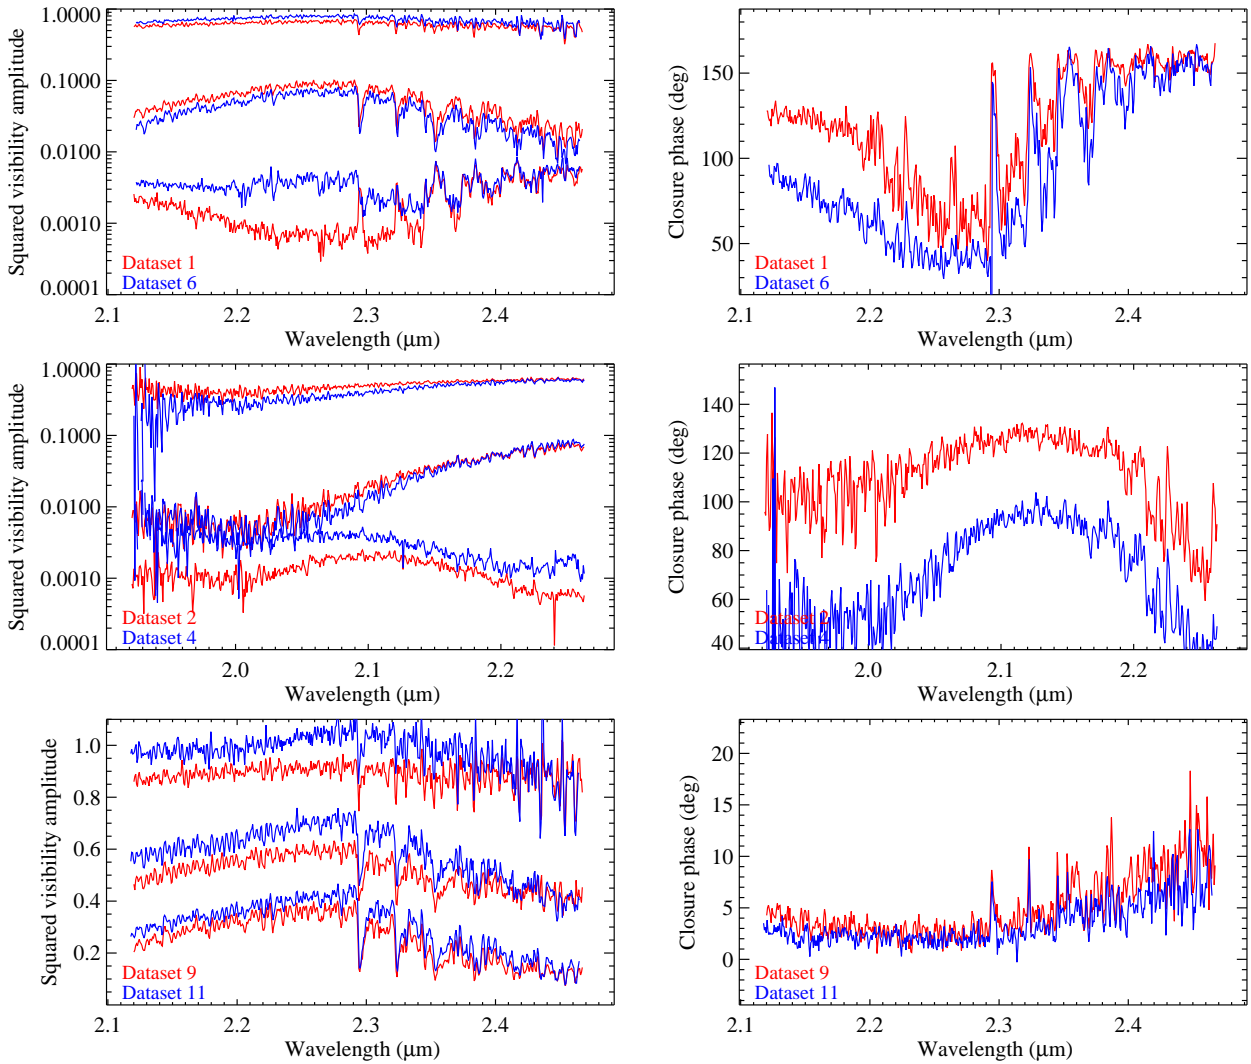 1.0000
0.1000
0.0100
0.0010
0.0001
Squared visibility amplitude
Dataset 1
Dataset 6
2.1 2.2 2.3 2.4
Wavelength (μm)
150
100
50
Closure phase (deg)
Dataset 1
Dataset 6
2.1 2.2 2.3 2.4
Wavelength (μm)
1.0000
0.1000
0.0100
0.0010
0.0001
Squared visibility amplitude
Dataset 2
Dataset 4
2.0 2.1 2.2
Wavelength (μm)
140
120
100
80
60
40
Closure phase (deg)
Dataset 2
Dataset 4
2.0 2.1 2.2
Wavelength (μm)
1.0
0.8
0.6
0.4
0.2
Squared visibility amplitude
Dataset 9
Dataset 11
2.1 2.2 2.3 2.4
Wavelength (μm)
20
15
10
5
0
Closure phase (deg)
Dataset 9
Dataset 11
2.1 2.2 2.3 2.4
Wavelength (μm)